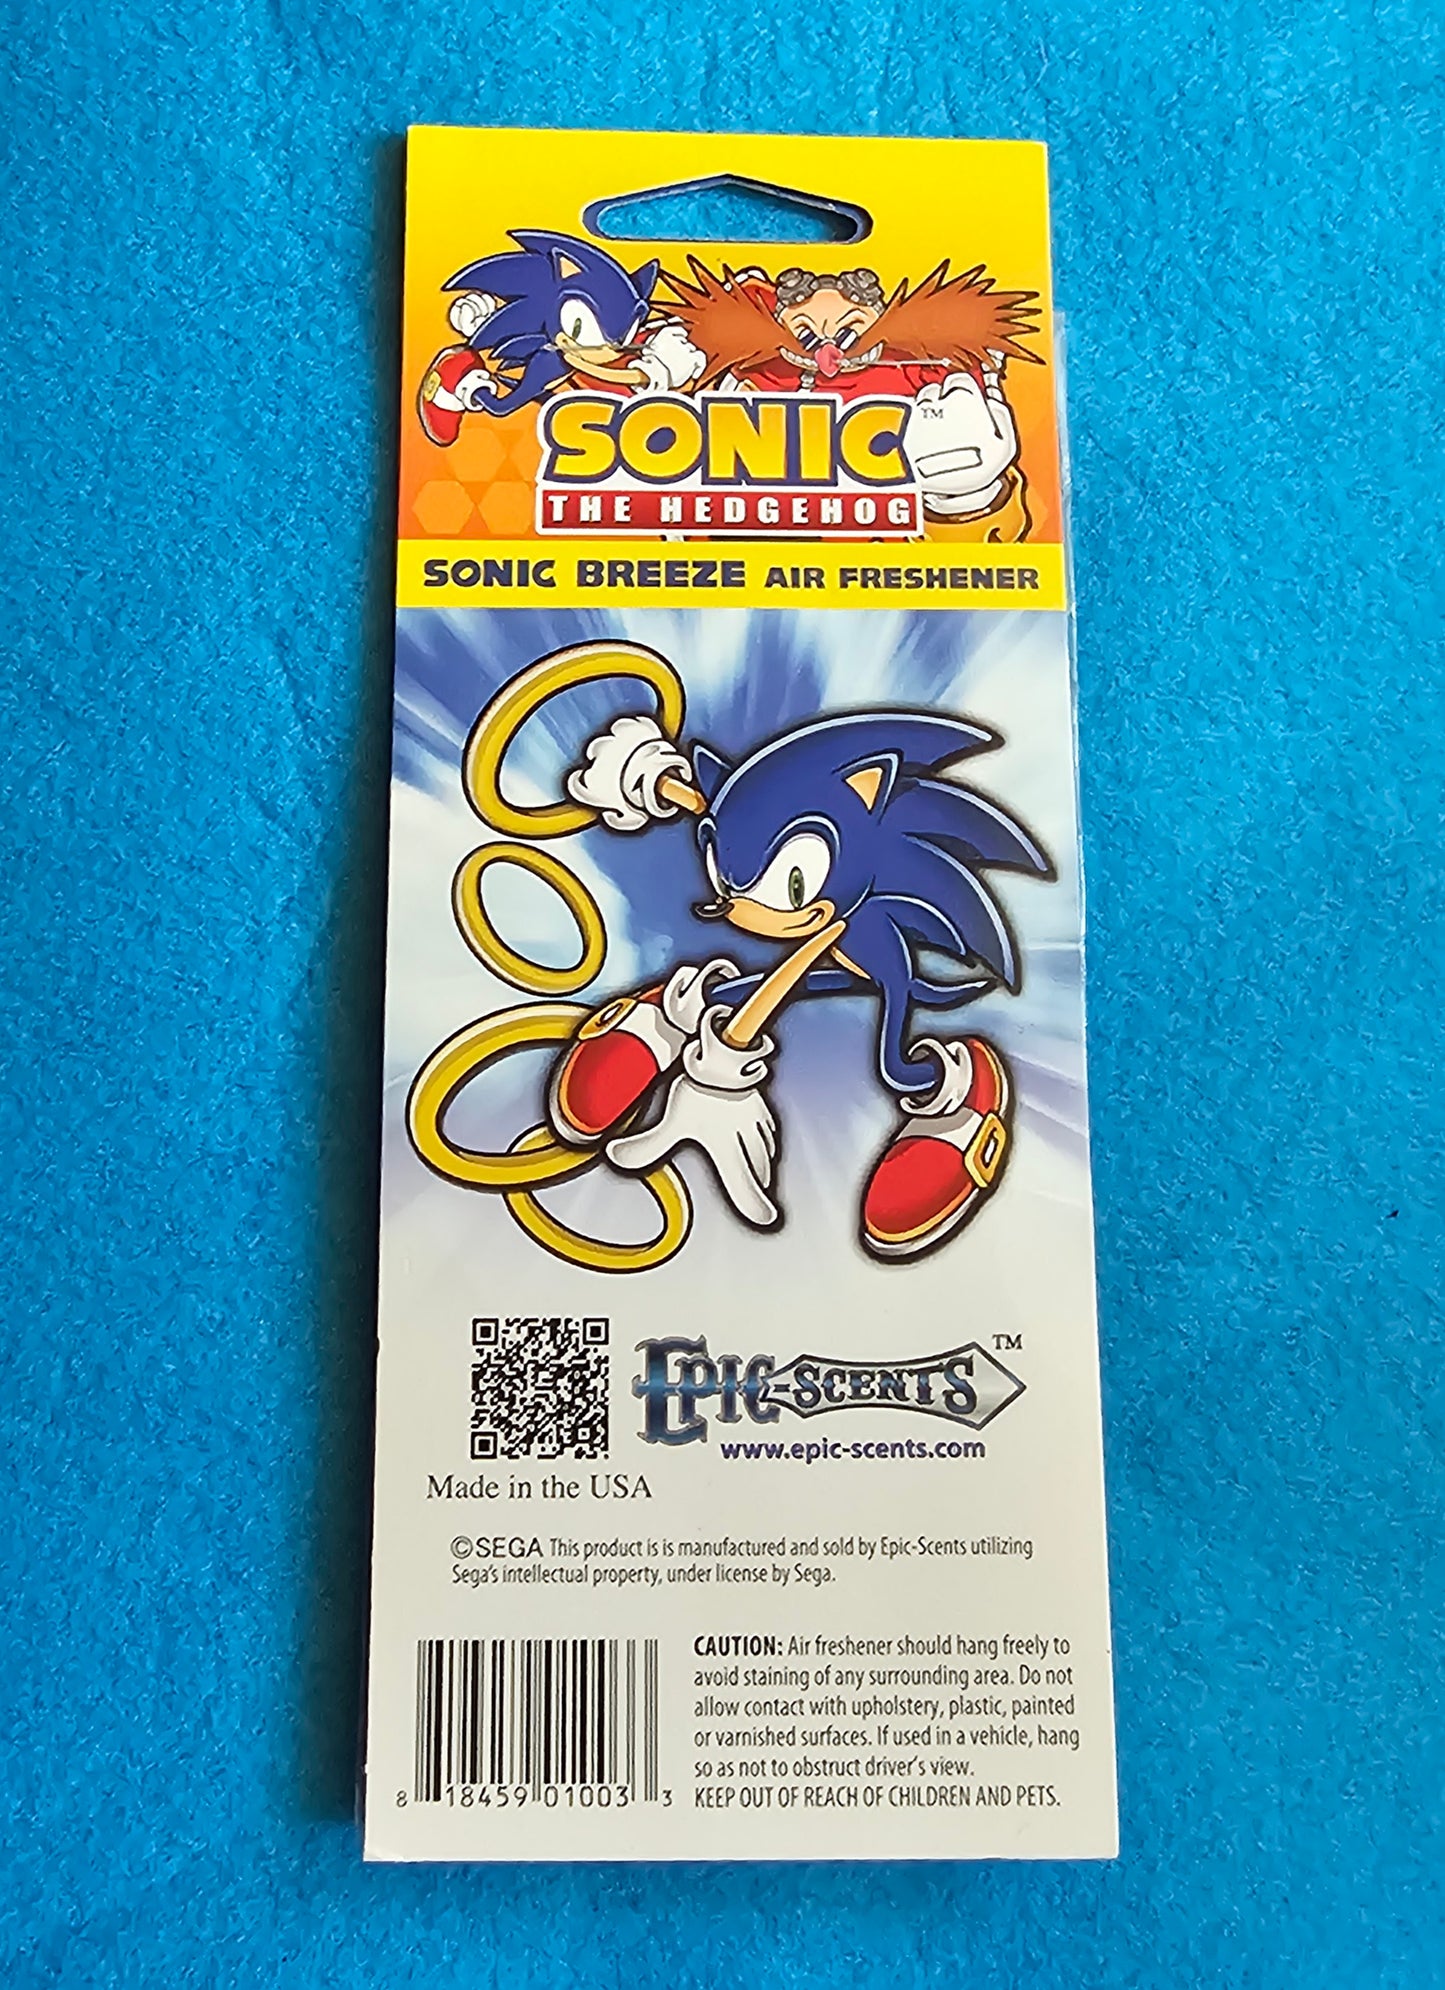 SONIC™
THE HEDGEHOG
SONIC BREEZE AIR FRESHENER
EPIC-SCENTS™
www.epic-scents.com
Made in the USA
©SEGA This product is is manufactured and sold by Epic-Scents utilizing
Sega's intellectual property, under license by Sega.
CAUTION: Air freshener should hang freely to
avoid staining of any surrounding area. Do not
allow contact with upholstery, plastic, painted
or varnished surfaces. If used in a vehicle, hang
so as not to obstruct driver's view.
KEEP OUT OF REACH OF CHILDREN AND PETS.
8 18459 01003 3